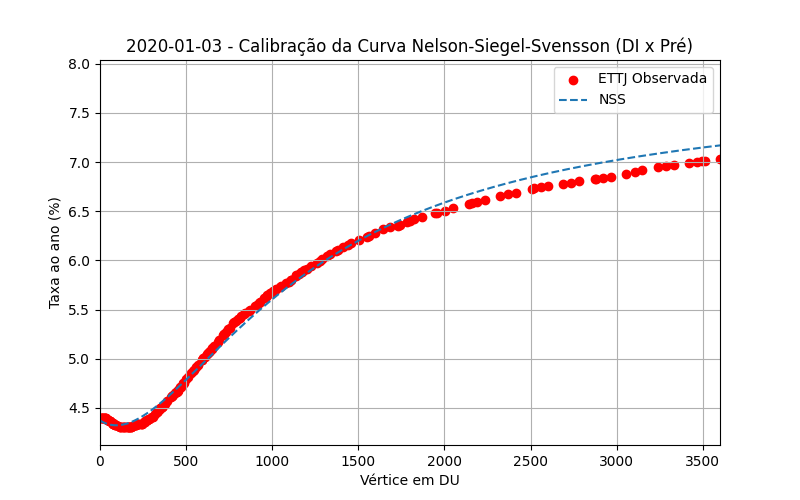 2020-01-03 - Calibração da Curva Nelson-Siegel-Svensson (DI x Pré)
ETTJ Observada
NSS
Taxa ao ano (%)
8.0
7.5
7.0
6.5
6.0
5.5
5.0
4.5
0 500 1000 1500 2000 2500 3000 3500
Vértice em DU